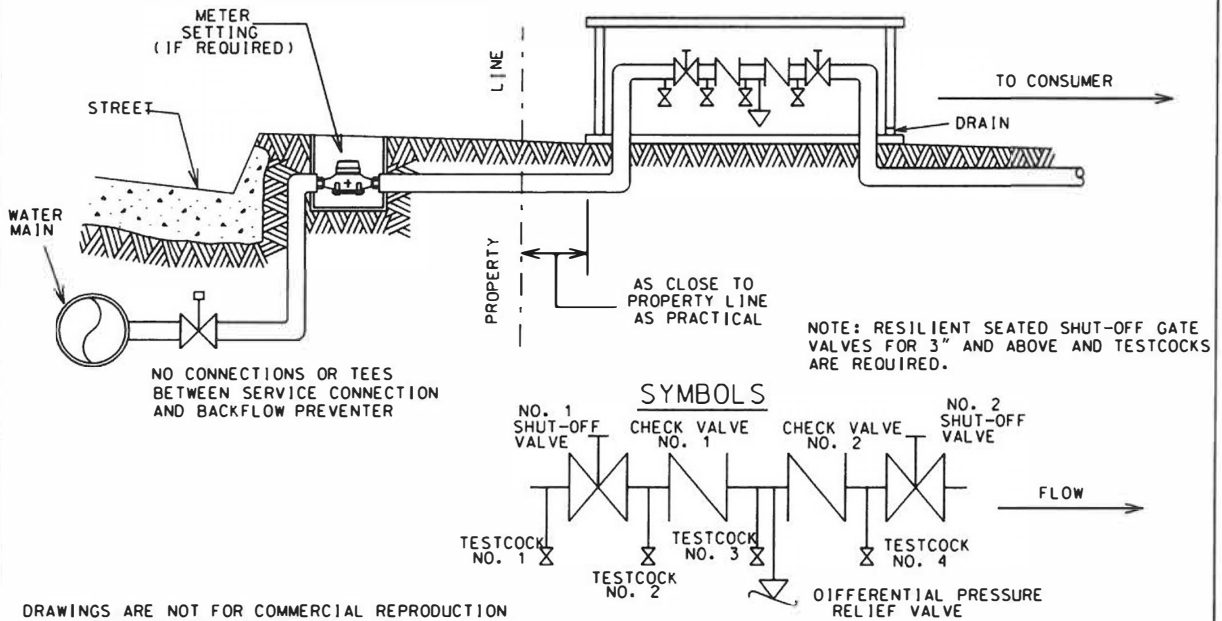 METER
SETTING
(IF REQUIRED)
STREET
WATER
MAIN
LINE
PROPERTY
TO CONSUMER
DRAIN
AS CLOSE TO
PROPERTY LINE
AS PRACTICAL
NO CONNECTIONS OR TEES
BETWEEN SERVICE CONNECTION
AND BACKFLOW PREVENTER
NOTE: RESILIENT SEATED SHUT-OFF GATE
VALVES FOR 3" AND ABOVE AND TESTCOCKS
ARE REQUIRED.
SYMBOLS
NO. 1
SHUT-OFF
VALVE
CHECK VALVE
NO. 1
CHECK VALVE
NO. 2
NO. 2
SHUT-OFF
VALVE
FLOW
TESTCOCK
NO. 1
TESTCOCK
NO. 2
TESTCOCK
NO. 3
TESTCOCK
NO. 4
DIFFERENTIAL PRESSURE
RELIEF VALVE
DRAWINGS ARE NOT FOR COMMERCIAL REPRODUCTION